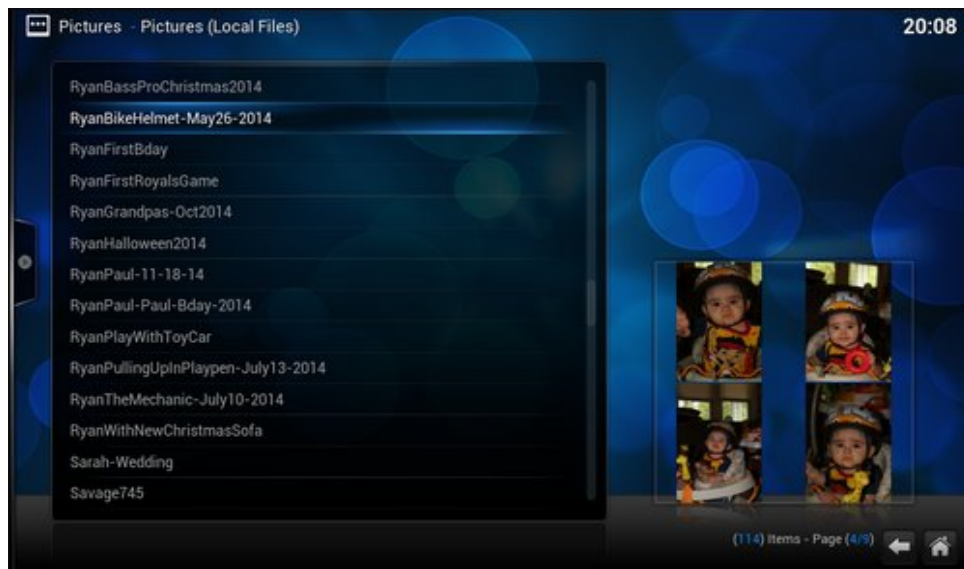 Pictures - Pictures (Local Files)
20:08
RyanBassProChristmas2014
RyanBikeHelmet-May26-2014
RyanFirstBday
RyanFirstRoyalsGame
RyanGrandpas-Oct2014
RyanHalloween2014
RyanPaul-11-18-14
RyanPaul-Paul-Bday-2014
RyanPlayWithToyCar
RyanPullingUpInPlaypen-July13-2014
RyanTheMechanic-July10-2014
RyanWithNewChristmasSofa
Sarah-Wedding
Savage745
(114) Items - Page (4/9)